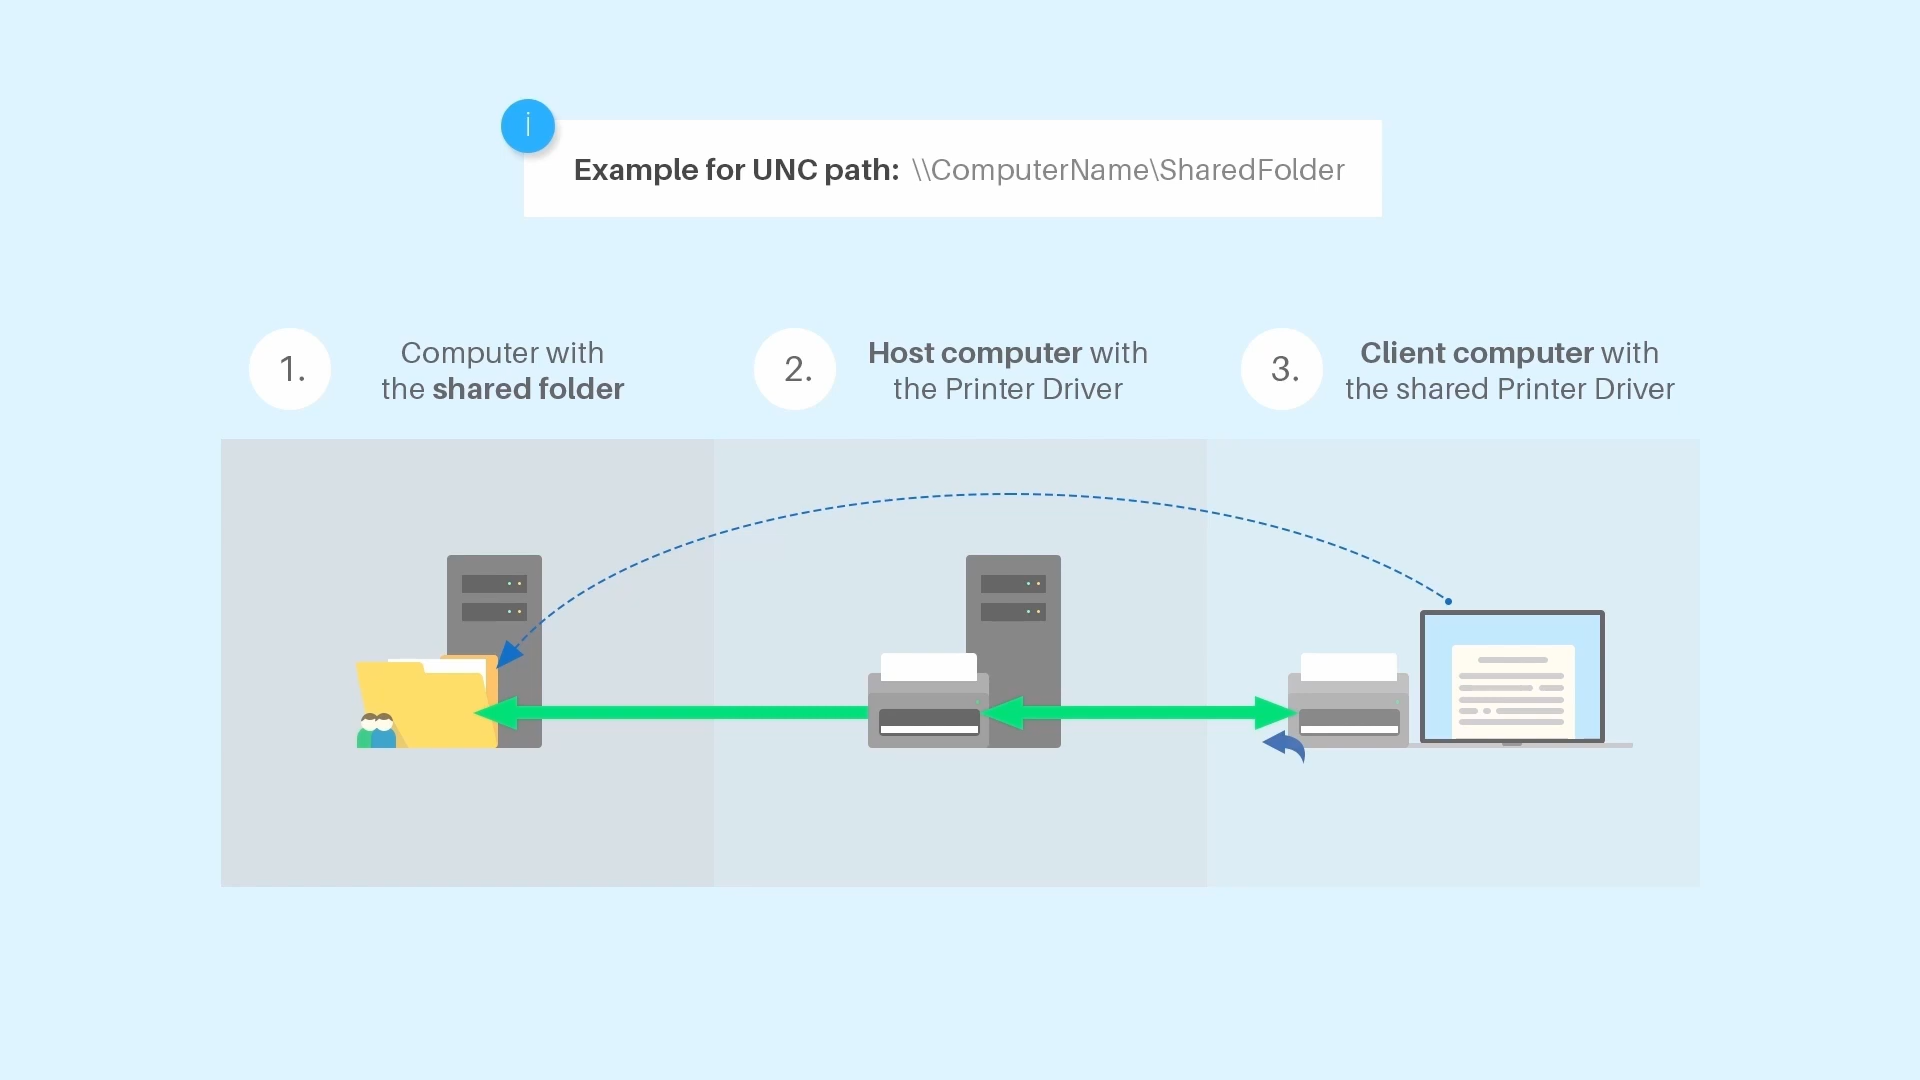 i
Example for UNC path: \\ComputerName\SharedFolder
1.
Computer with
the shared folder
2.
Host computer with
the Printer Driver
3.
Client computer with
the shared Printer Driver